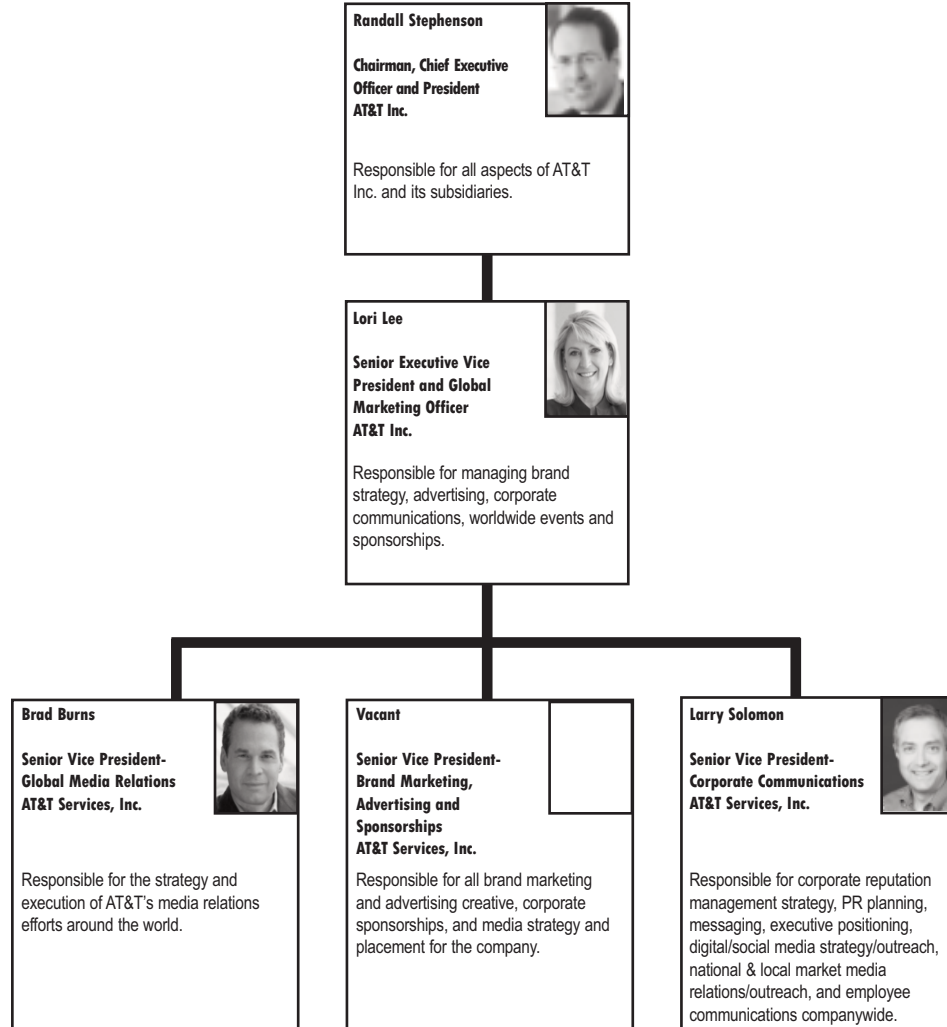 Randall Stephenson
Chairman, Chief Executive
Officer and President
AT&T Inc.
Responsible for all aspects of AT&T
Inc. and its subsidiaries.
Lori Lee
Senior Executive Vice
President and Global
Marketing Officer
AT&T Inc.
Responsible for managing brand
strategy, advertising, corporate
communications, worldwide events and
sponsorships.
Brad Burns
Senior Vice President-
Global Media Relations
AT&T Services, Inc.
Responsible for the strategy and
execution of AT&T's media relations
efforts around the world.
Vacant
Senior Vice President-
Brand Marketing,
Advertising and
Sponsorships
AT&T Services, Inc.
Responsible for all brand marketing
and advertising creative, corporate
sponsorships, and media strategy and
placement for the company.
Larry Solomon
Senior Vice President-
Corporate Communications
AT&T Services, Inc.
Responsible for corporate reputation
management strategy, PR planning,
messaging, executive positioning,
digital/social media strategy/outreach,
national & local market media
relations/outreach, and employee
communications companywide.